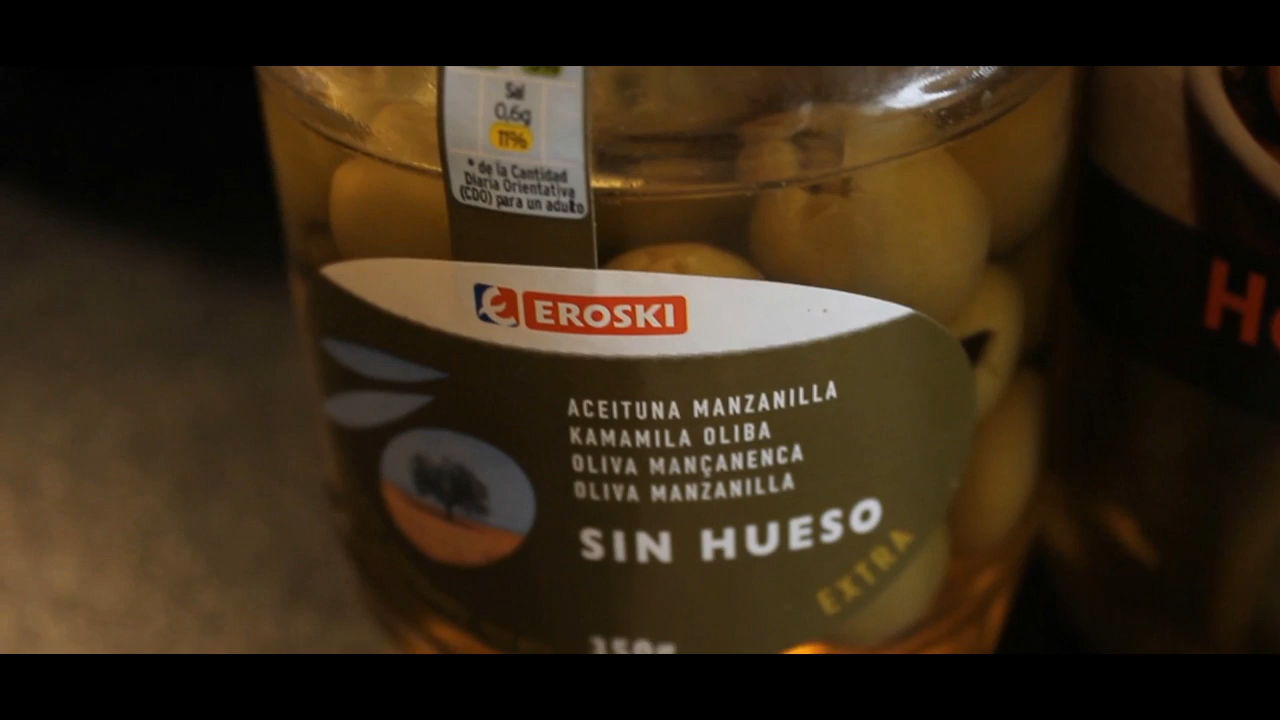 Sal
0,6g
11%
* de la Cantidad
Diaria Orientativa
(CDO) para un adulto
EROSKI
ACEITUNA MANZANILLA
KAMAMILA OLIBA
OLIVA MANÇANENCA
OLIVA MANZANILLA
SIN HUESO
EXTRA